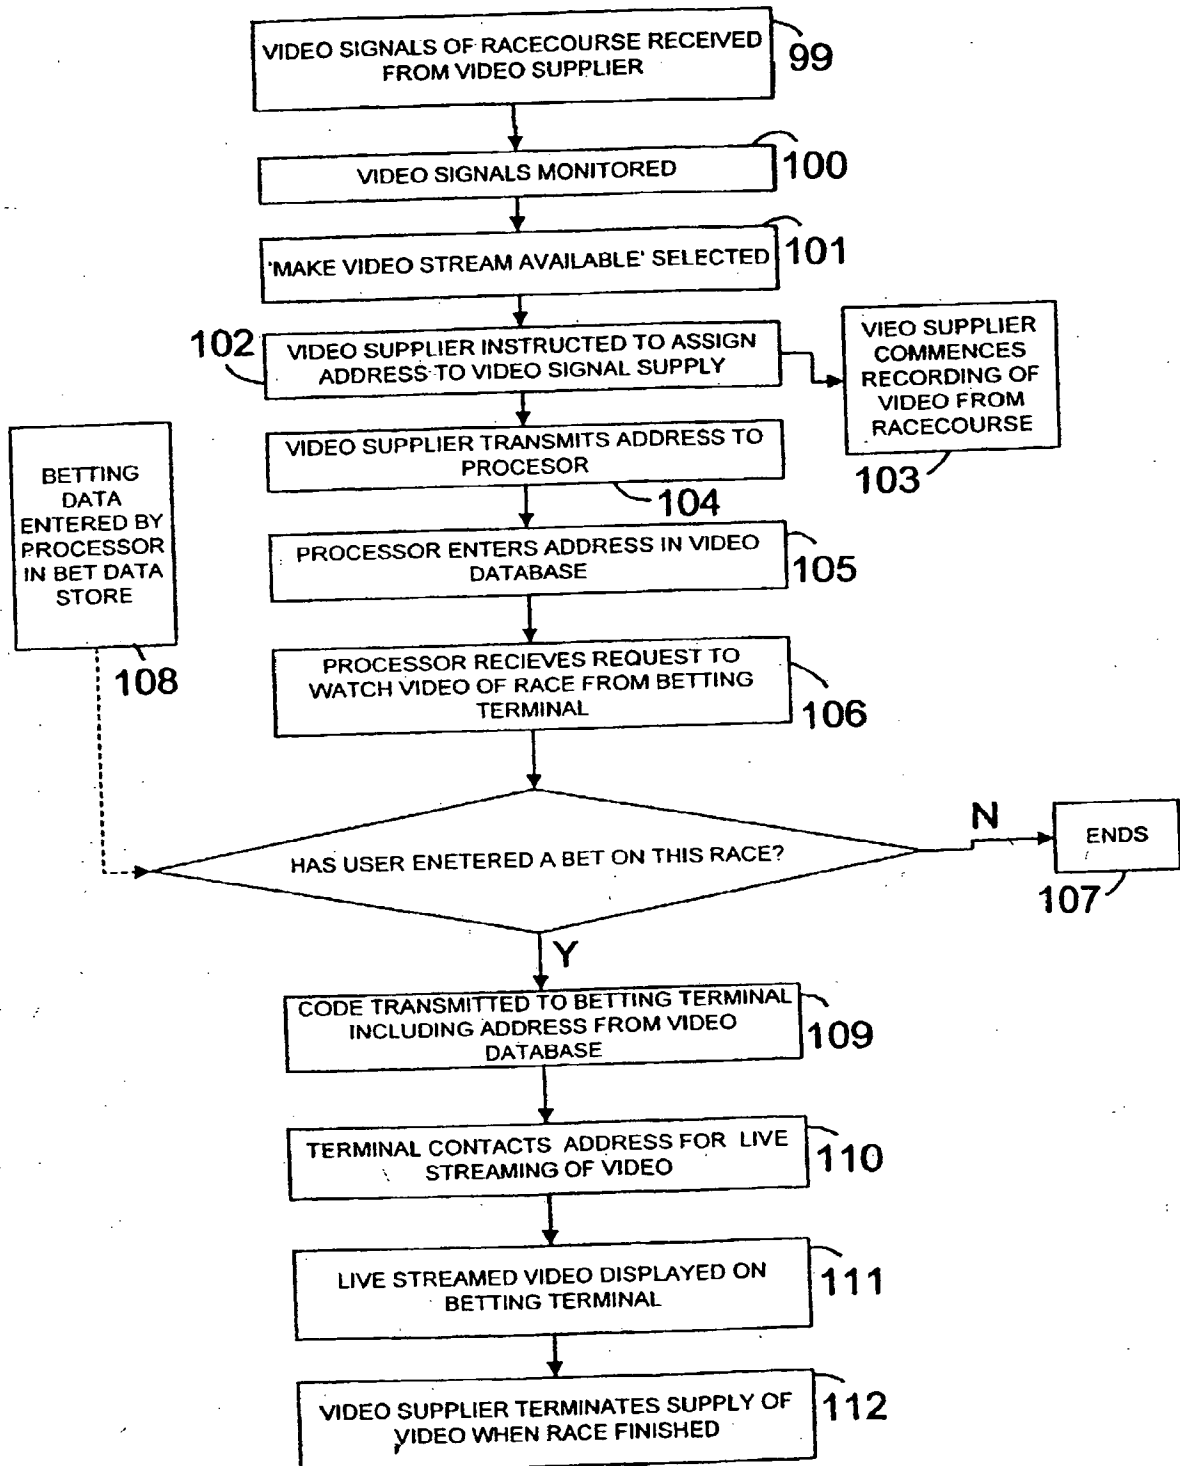 VIDEO SIGNALS OF RACECOURSE RECEIVED
FROM VIDEO SUPPLIER
99
VIDEO SIGNALS MONITORED
100
'MAKE VIDEO STREAM AVAILABLE' SELECTED
101
102
VIDEO SUPPLIER INSTRUCTED TO ASSIGN
ADDRESS TO VIDEO SIGNAL SUPPLY
VIEO SUPPLIER
COMMENCES
RECORDING OF
VIDEO FROM
RACECOURSE
103
VIDEO SUPPLIER TRANSMITS ADDRESS TO
PROCESOR
104
BETTING
DATA
ENTERED BY
PROCESSOR
IN BET DATA
STORE
108
PROCESSOR ENTERS ADDRESS IN VIDEO
DATABASE
105
PROCESSOR RECIEVES REQUEST TO
WATCH VIDEO OF RACE FROM BETTING
TERMINAL
106
HAS USER ENETERED A BET ON THIS RACE?
N
ENDS
107
Y
CODE TRANSMITTED TO BETTING TERMINAL
INCLUDING ADDRESS FROM VIDEO
DATABASE
109
TERMINAL CONTACTS ADDRESS FOR LIVE
STREAMING OF VIDEO
110
LIVE STREAMED VIDEO DISPLAYED ON
BETTING TERMINAL
111
VIDEO SUPPLIER TERMINATES SUPPLY OF
VIDEO WHEN RACE FINISHED
112